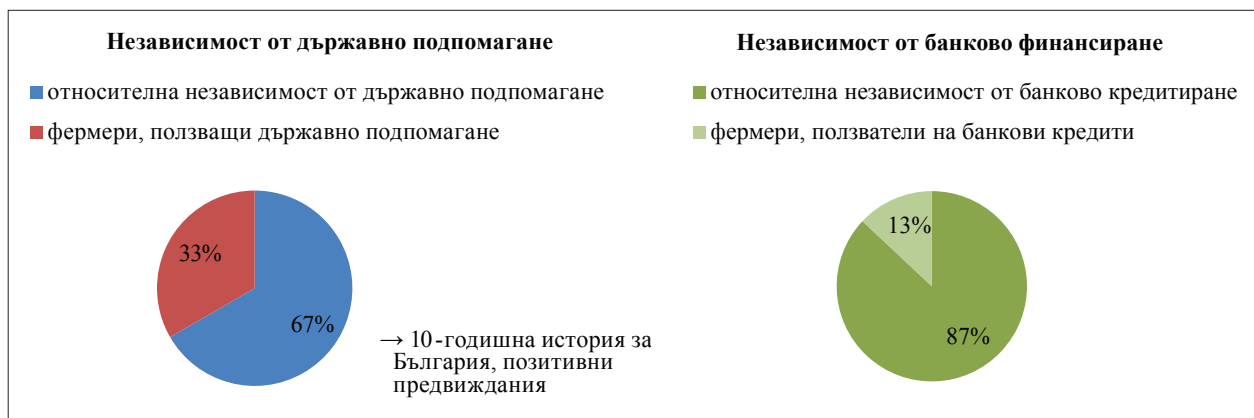 Независимост от държавно подпомагане
относителна независимост от държавно подпомагане
фермери, ползващи държавно подпомагане
33%
67%
→ 10-годишна история за
България, позитивни
предвиждания
Независимост от банково финансиране
относителна независимост от банково кредитиране
фермери, ползватели на банкови кредити
13%
87%